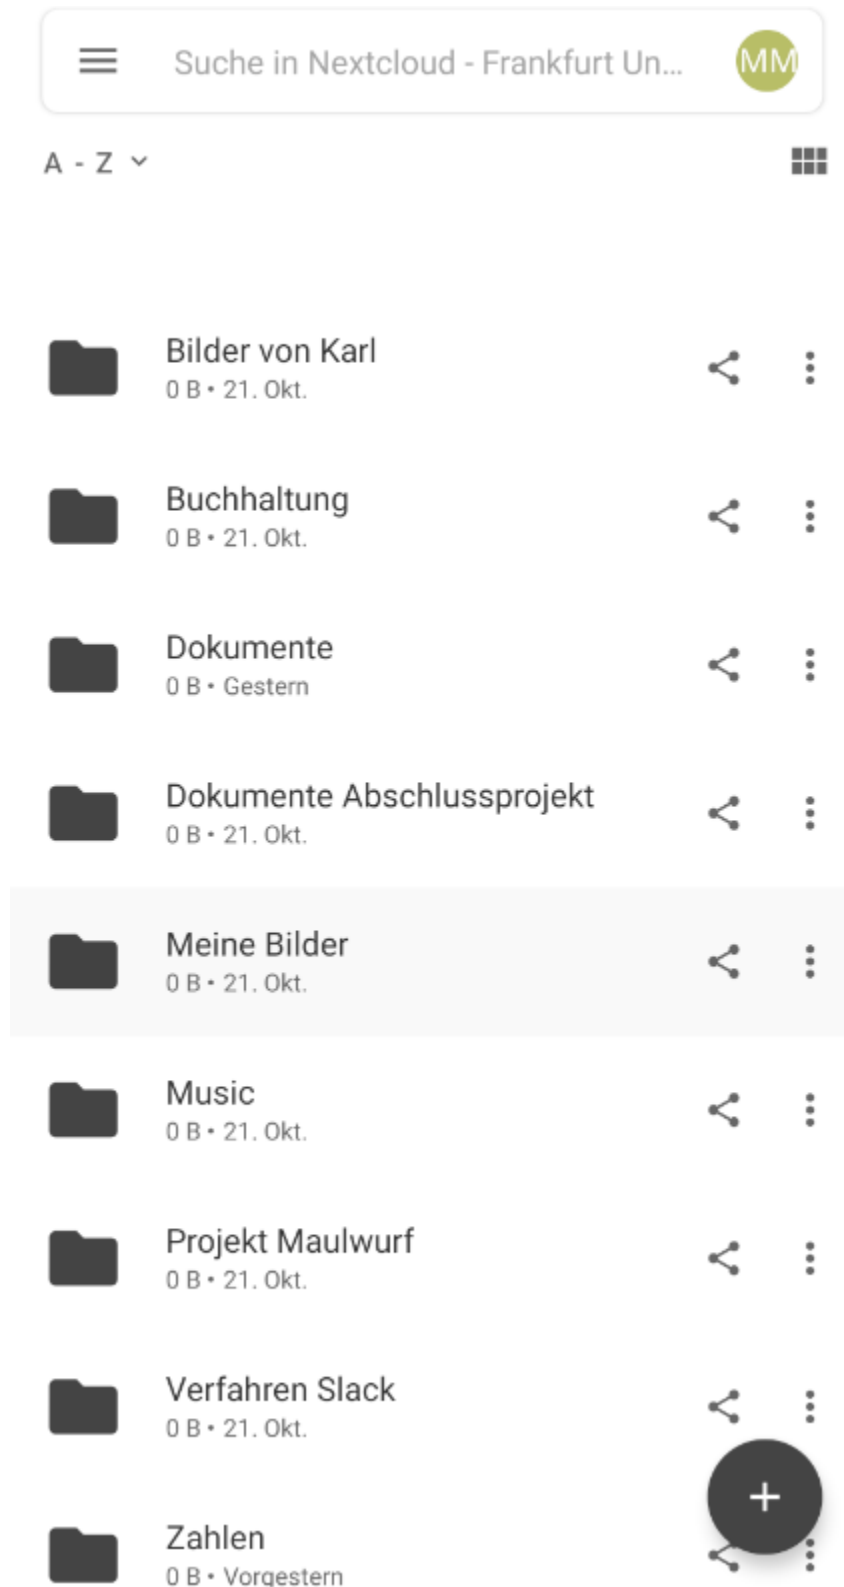 Suche in Nextcloud - Frankfurt Un...
MM
A - Z
Bilder von Karl
0 B • 21. Okt.
Buchhaltung
0 B • 21. Okt.
Dokumente
0 B • Gestern
Dokumente Abschlussprojekt
0 B • 21. Okt.
Meine Bilder
0 B • 21. Okt.
Music
0 B • 21. Okt.
Projekt Maulwurf
0 B • 21. Okt.
Verfahren Slack
0 B • 21. Okt.
Zahlen
0 B • Vorgestern